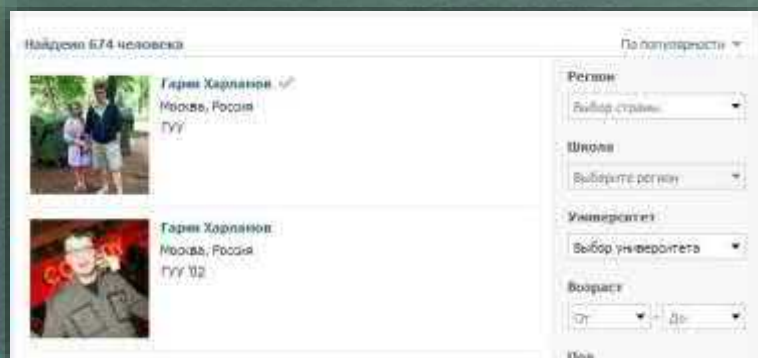 Найдено 674 человека
По популярности
Гарик Харламов
Москва, Россия
ГУУ
Гарик Харламов
Москва, Россия
ГУУ '02
Регион
Выбор страны
Школа
Выберите регион
Университет
Выбор университета
Возраст
От - До
Пол